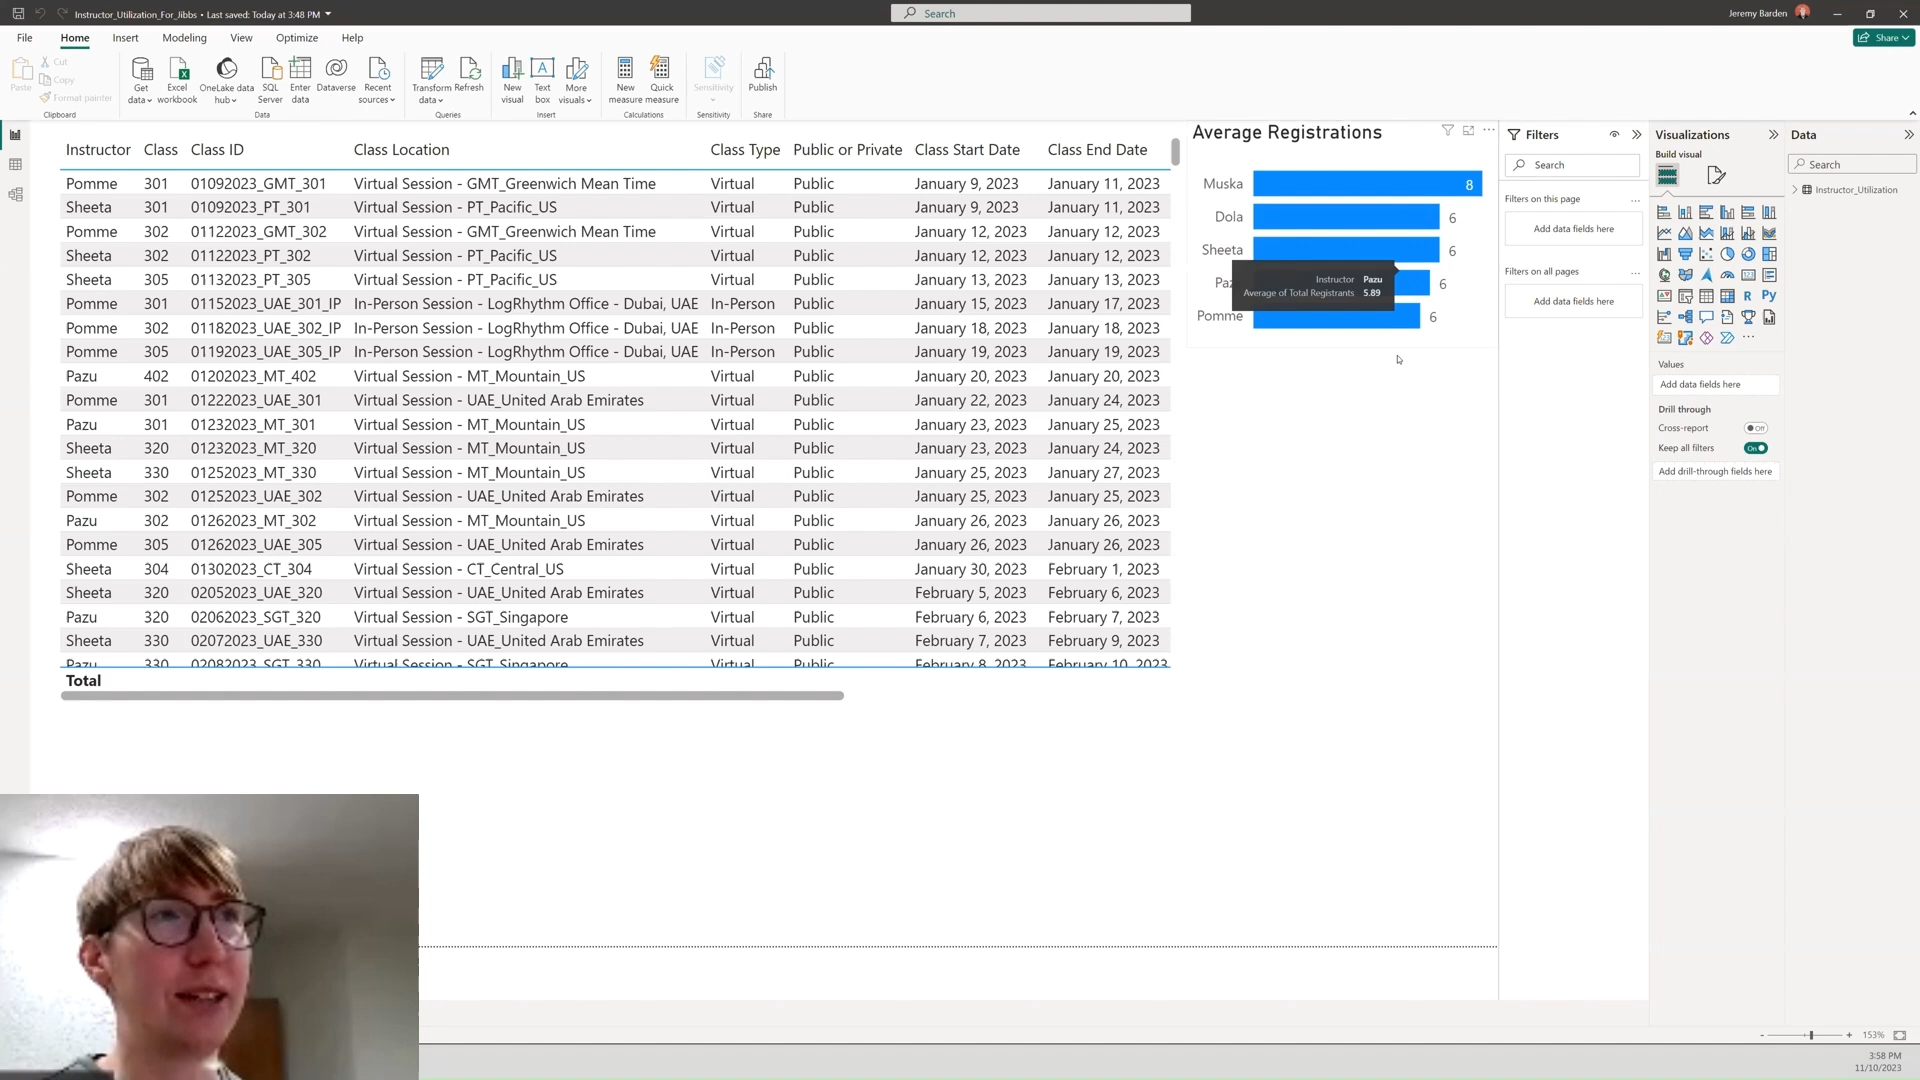 Instructor_Utilization_For_Jibbs • Last saved: Today at 3:48 PM
Search
Jeremy Barden
File Home Insert Modeling View Optimize Help
Share
Paste
Cut
Copy
Format painter
Clipboard
Get data
Excel workbook
OneLake data hub
SQL Server
Enter data
Dataverse
Recent sources
Data
Transform data
Refresh
Queries
New visual
Text box
More visuals
Insert
New measure
Quick measure
Calculations
Sensitivity
Sensitivity
Publish
Share
Instructor Class Class ID Class Location Class Type Public or Private Class Start Date Class End Date
Pomme 301 01092023_GMT_301 Virtual Session - GMT_Greenwich Mean Time Virtual Public January 9, 2023 January 11, 2023
Sheeta 301 01092023_PT_301 Virtual Session - PT_Pacific_US Virtual Public January 9, 2023 January 11, 2023
Pomme 302 01122023_GMT_302 Virtual Session - GMT_Greenwich Mean Time Virtual Public January 12, 2023 January 12, 2023
Sheeta 302 01122023_PT_302 Virtual Session - PT_Pacific_US Virtual Public January 12, 2023 January 12, 2023
Sheeta 305 01132023_PT_305 Virtual Session - PT_Pacific_US Virtual Public January 13, 2023 January 13, 2023
Pomme 301 01152023_UAE_301_IP In-Person Session - LogRhythm Office - Dubai, UAE In-Person Public January 15, 2023 January 17, 2023
Pomme 302 01182023_UAE_302_IP In-Person Session - LogRhythm Office - Dubai, UAE In-Person Public January 18, 2023 January 18, 2023
Pomme 305 01192023_UAE_305_IP In-Person Session - LogRhythm Office - Dubai, UAE In-Person Public January 19, 2023 January 19, 2023
Pazu 402 01202023_MT_402 Virtual Session - MT_Mountain_US Virtual Public January 20, 2023 January 20, 2023
Pomme 301 01222023_UAE_301 Virtual Session - UAE_United Arab Emirates Virtual Public January 22, 2023 January 24, 2023
Pazu 301 01232023_MT_301 Virtual Session - MT_Mountain_US Virtual Public January 23, 2023 January 25, 2023
Sheeta 320 01232023_MT_320 Virtual Session - MT_Mountain_US Virtual Public January 23, 2023 January 24, 2023
Sheeta 330 01252023_MT_330 Virtual Session - MT_Mountain_US Virtual Public January 25, 2023 January 27, 2023
Pomme 302 01252023_UAE_302 Virtual Session - UAE_United Arab Emirates Virtual Public January 25, 2023 January 25, 2023
Pazu 302 01262023_MT_302 Virtual Session - MT_Mountain_US Virtual Public January 26, 2023 January 26, 2023
Pomme 305 01262023_UAE_305 Virtual Session - UAE_United Arab Emirates Virtual Public January 26, 2023 January 26, 2023
Sheeta 304 01302023_CT_304 Virtual Session - CT_Central_US Virtual Public January 30, 2023 February 1, 2023
Sheeta 320 02052023_UAE_320 Virtual Session - UAE_United Arab Emirates Virtual Public February 5, 2023 February 6, 2023
Pazu 320 02062023_SGT_320 Virtual Session - SGT_Singapore Virtual Public February 6, 2023 February 7, 2023
Sheeta 330 02072023_UAE_330 Virtual Session - UAE_United Arab Emirates Virtual Public February 7, 2023 February 9, 2023
Pazu 330 02082023_SGT_330 Virtual Session - SGT_Singapore Virtual Public February 8, 2023 February 10, 2023
Total
Average Registrations
Muska 8
Dola 6
Sheeta 6
Paz 6
Instructor Pazu
Average of Total Registrants 5.89
Pomme 6
Filters
Search
Filters on this page
Add data fields here
Filters on all pages
Add data fields here
Visualizations
Build visual
R
Py
Values
Add data fields here
Drill through
Cross-report Off
Keep all filters On
Add drill-through fields here
Data
Search
Instructor_Utilization
- + 153%
3:58 PM
11/10/2023